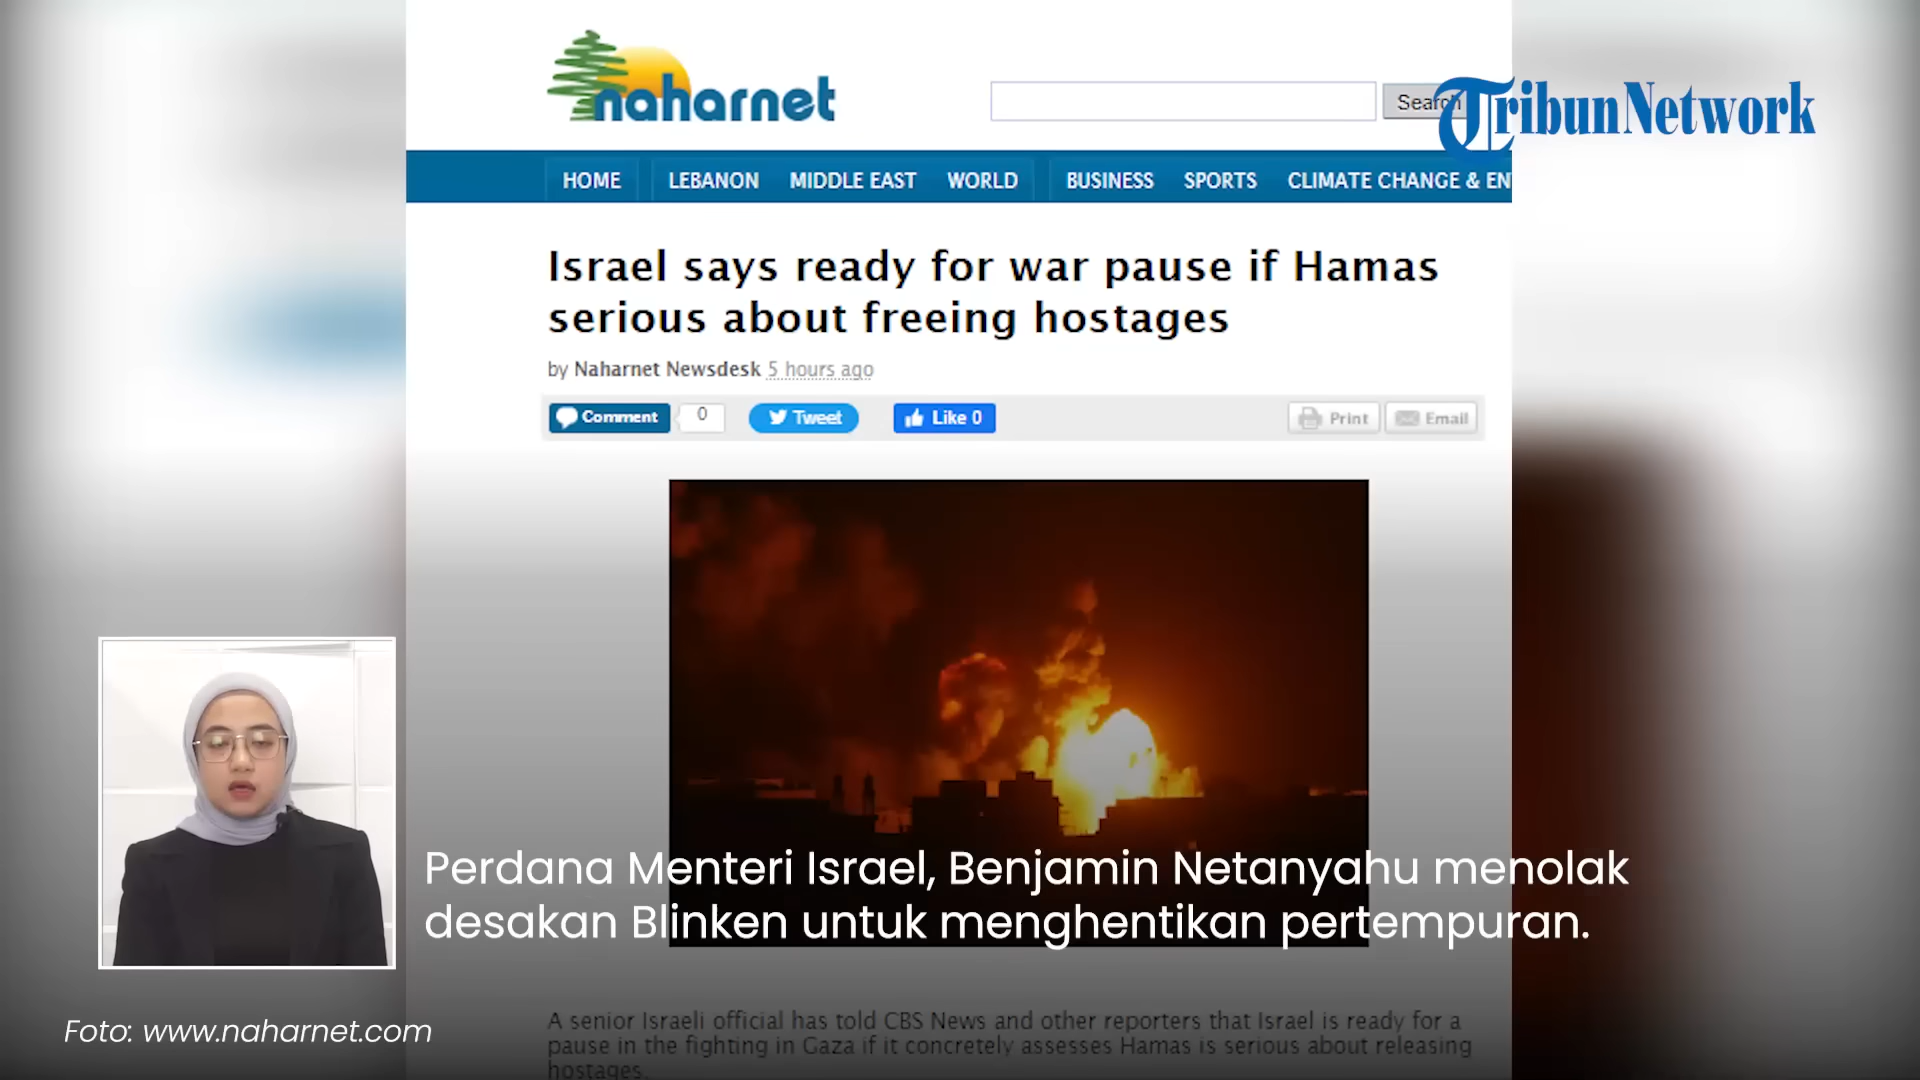 naharnet
Search
TribunNetwork
HOME LEBANON MIDDLE EAST WORLD BUSINESS SPORTS CLIMATE CHANGE & EN
Israel says ready for war pause if Hamas
serious about freeing hostages
by Naharnet Newsdesk 5 hours ago
Comment 0 Tweet Like 0 Print Email
Perdana Menteri Israel, Benjamin Netanyahu menolak
desakan Blinken untuk menghentikan pertempuran.
Foto: www.naharnet.com
A senior Israeli official has told CBS News and other reporters that Israel is ready for a
pause in the fighting in Gaza if it concretely assesses Hamas is serious about releasing
hostages.